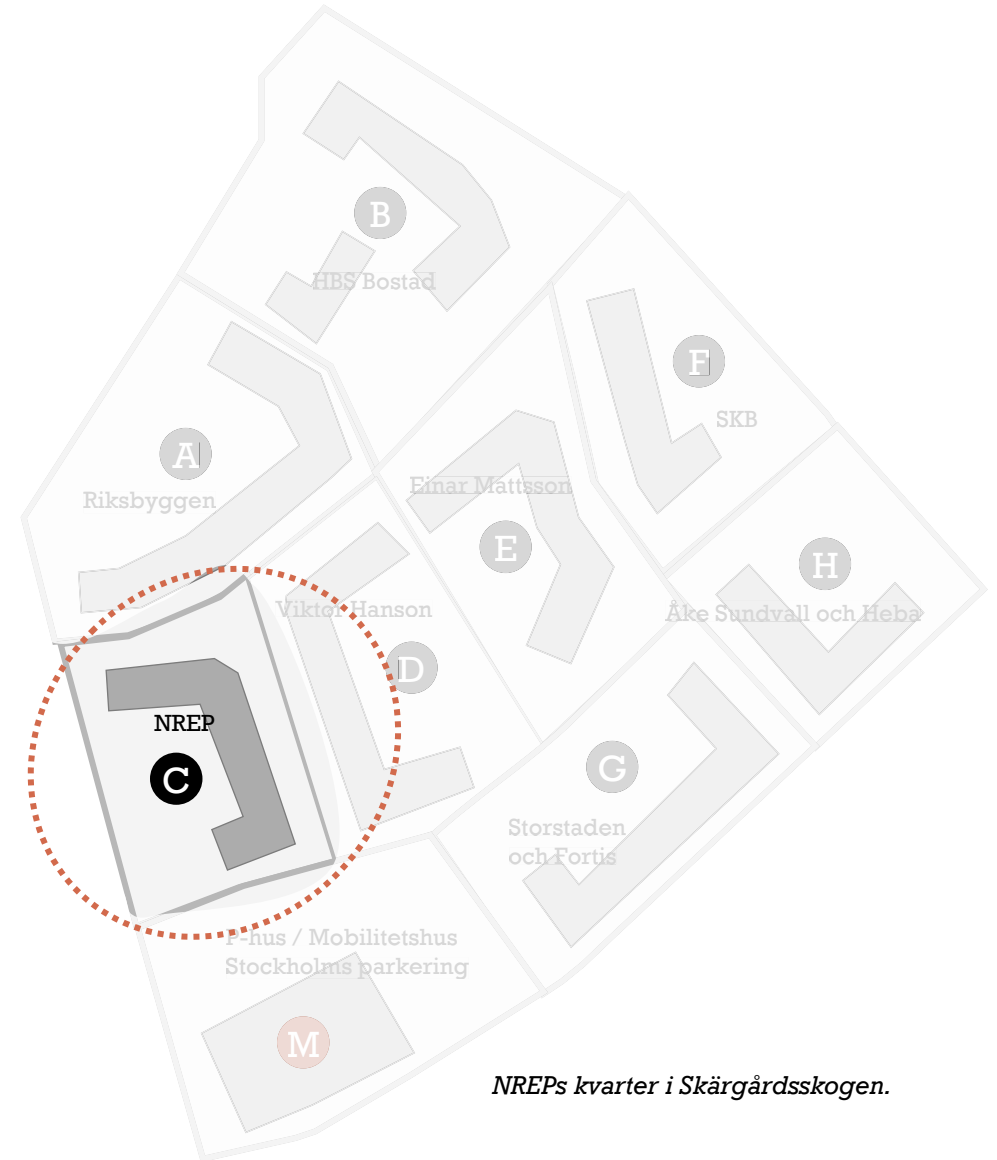 B
HBS Bostad
F
SKB
A
Riksbyggen
Einar Mattsson
E
H
Åke Sundvall och Heba
Viktor Hanson
D
NREP
C
G
Storstaden
och Fortis
P-hus / Mobilitetshus
Stockholms parkering
M
NREPs kvarter i Skärgårdsskogen.